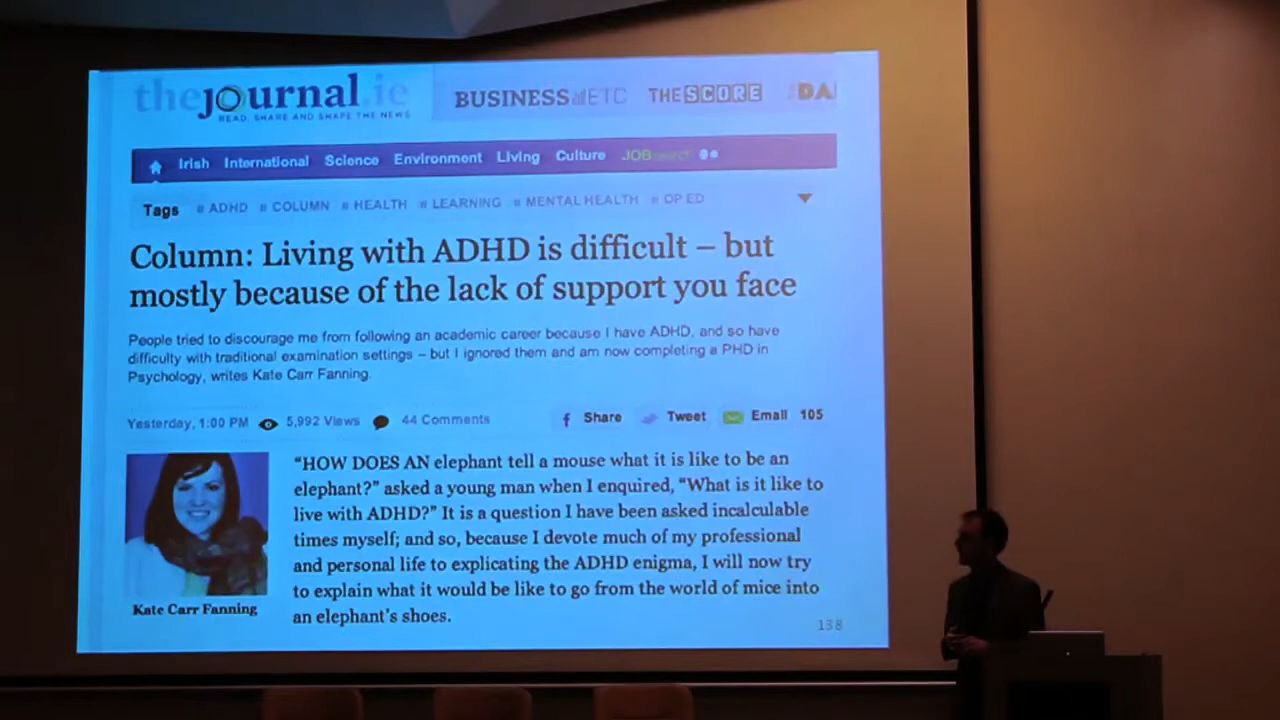 thejournal.ie
READ, SHARE AND SHAPE THE NEWS
BUSINESS ETC THE SCORE THE DA
Irish International Science Environment Living Culture JOB
Tags # ADHD # COLUMN # HEALTH # LEARNING # MENTAL HEALTH # OP ED
Column: Living with ADHD is difficult – but
mostly because of the lack of support you face
People tried to discourage me from following an academic career because I have ADHD, and so have
difficulty with traditional examination settings – but I ignored them and am now completing a PHD in
Psychology, writes Kate Carr Fanning.
Yesterday, 1:00 PM 5,992 Views 44 Comments f Share Tweet Email 105
“HOW DOES AN elephant tell a mouse what it is like to be an
elephant?” asked a young man when I enquired, “What is it like to
live with ADHD?” It is a question I have been asked incalculable
times myself; and so, because I devote much of my professional
and personal life to explicating the ADHD enigma, I will now try
to explain what it would be like to go from the world of mice into
an elephant’s shoes.
Kate Carr Fanning
138